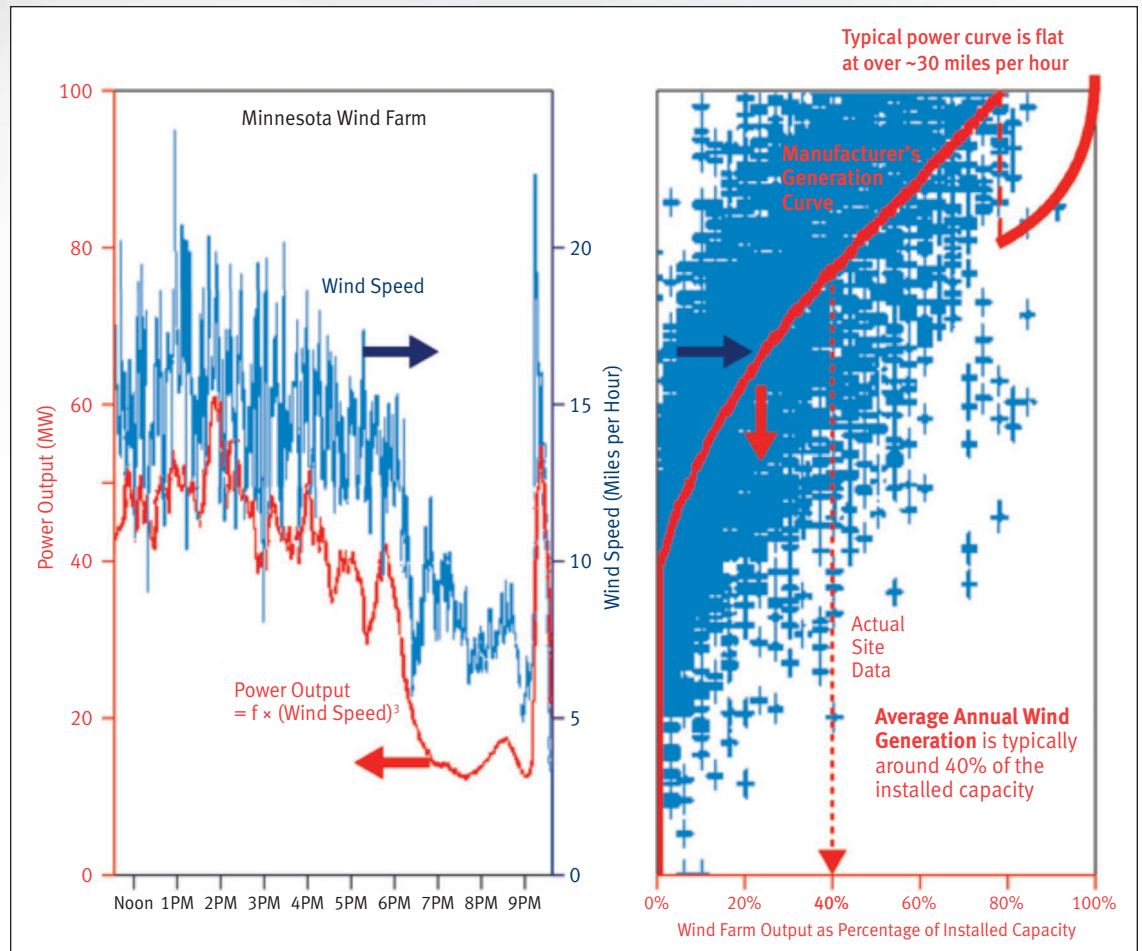 Typical power curve is flat
at over ~30 miles per hour
Minnesota Wind Farm
100
80
60
40
20
0
Power Output (MW)
Wind Speed
20
15
10
5
0
Wind Speed (Miles per Hour)
Power Output
= f × (Wind Speed)³
Noon 1PM 2PM 3PM 4PM 5PM 6PM 7PM 8PM 9PM
Manufacturer's
Generation
Curve
Actual
Site
Data
Average Annual Wind
Generation is typically
around 40% of the
installed capacity
0% 20% 40% 60% 80% 100%
Wind Farm Output as Percentage of Installed Capacity